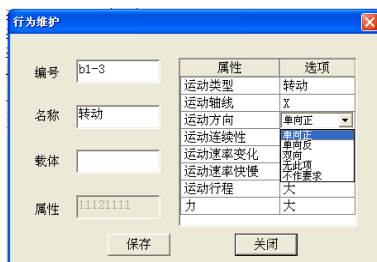 行为维护
编号 b1-3
名称 转动
载体
属性 11121111
属性 选项
运动类型 转动
运动轴线 X
运动方向 单向正
运动连续性 单向正
单向反
运动速率变化 双向
无此项
运动速率快慢 不作要求
运动行程 大
力 大
保存 关闭